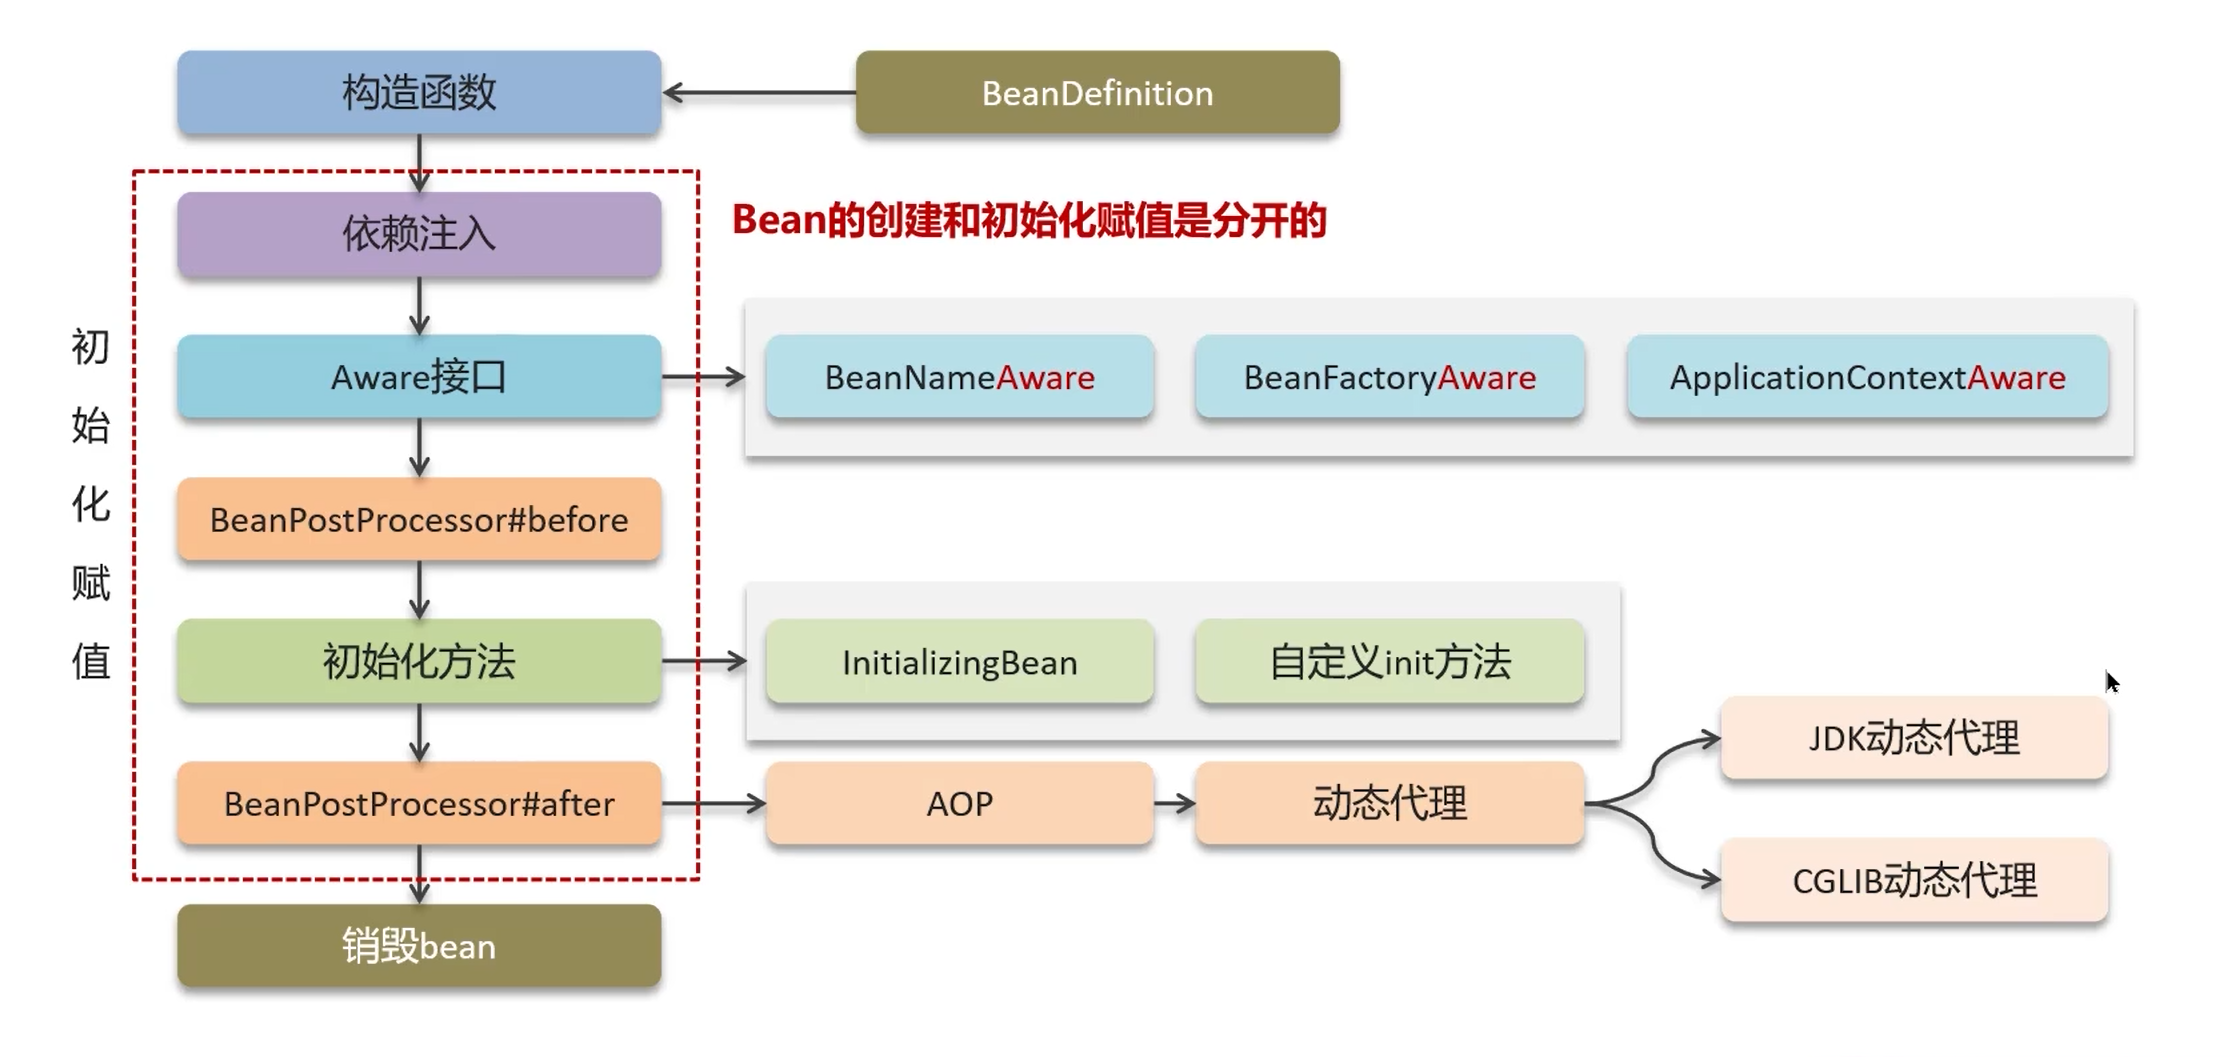 构造函数
BeanDefinition
依赖注入
Bean的创建和初始化赋值是分开的
初始化赋值
Aware接口
BeanNameAware
BeanFactoryAware
ApplicationContextAware
BeanPostProcessor#before
初始化方法
InitializingBean
自定义init方法
BeanPostProcessor#after
AOP
动态代理
JDK动态代理
CGLIB动态代理
销毁bean